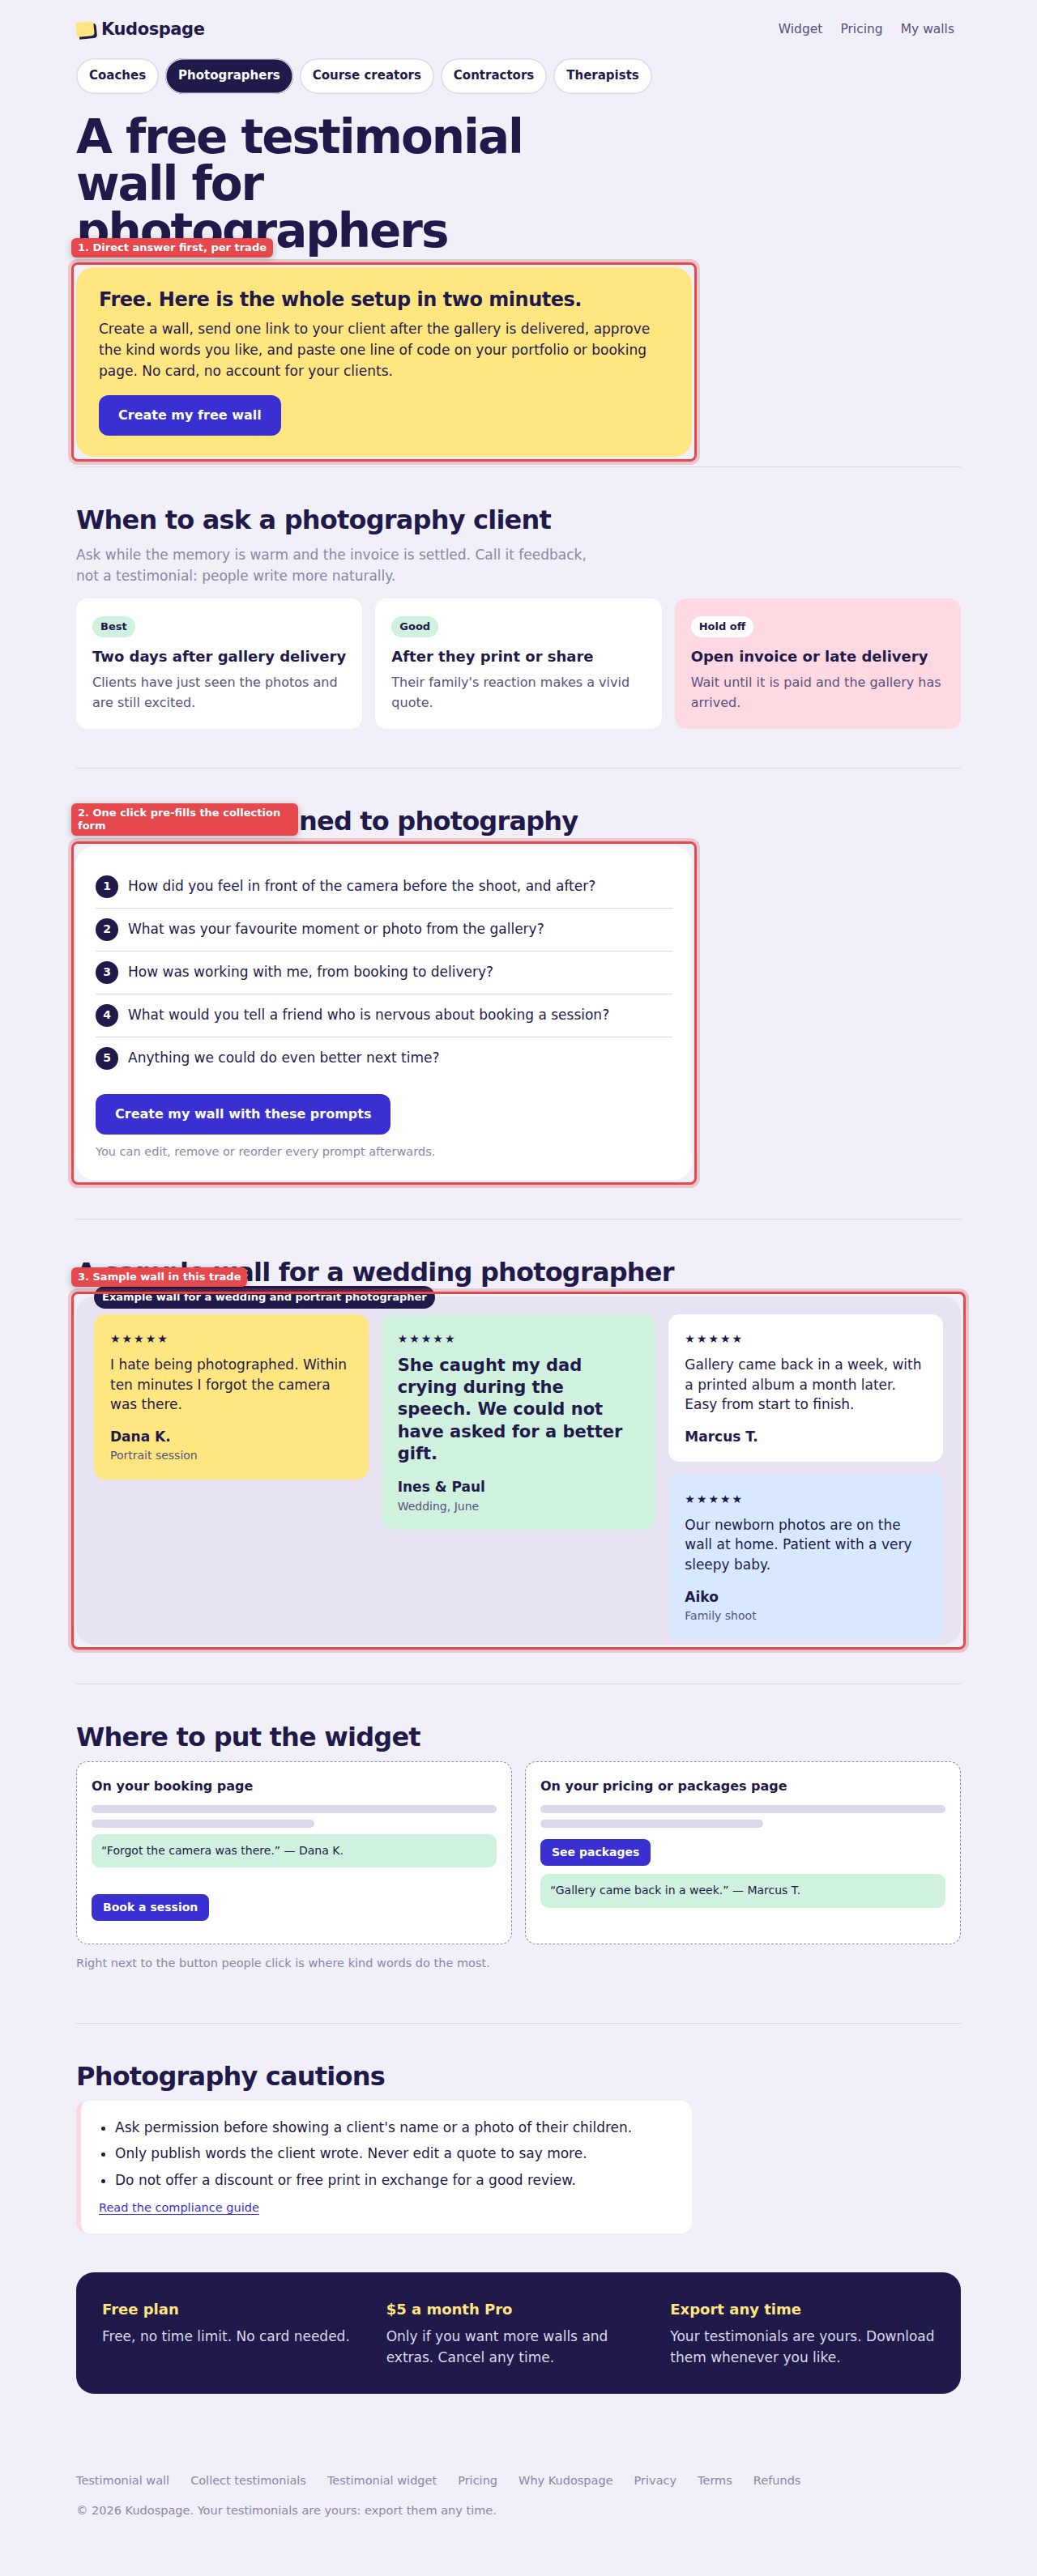 Kudospage
Widget Pricing My walls
Coaches Photographers Course creators Contractors Therapists
A free testimonial
wall for
photographers
1. Direct answer first, per trade
Free. Here is the whole setup in two minutes.
Create a wall, send one link to your client after the gallery is delivered, approve
the kind words you like, and paste one line of code on your portfolio or booking
page. No card, no account for your clients.
Create my free wall
When to ask a photography client
Ask while the memory is warm and the invoice is settled. Call it feedback,
not a testimonial: people write more naturally.
Best
Two days after gallery delivery
Clients have just seen the photos and
are still excited.
Good
After they print or share
Their family's reaction makes a vivid
quote.
Hold off
Open invoice or late delivery
Wait until it is paid and the gallery has
arrived.
2. One click pre-fills the collection
form
ned to photography
1 How did you feel in front of the camera before the shoot, and after?
2 What was your favourite moment or photo from the gallery?
3 How was working with me, from booking to delivery?
4 What would you tell a friend who is nervous about booking a session?
5 Anything we could do even better next time?
Create my wall with these prompts
You can edit, remove or reorder every prompt afterwards.
A sample wall for a wedding photographer
3. Sample wall in this trade
Example wall for a wedding and portrait photographer
★★★★★
I hate being photographed. Within
ten minutes I forgot the camera
was there.
Dana K.
Portrait session
★★★★★
She caught my dad
crying during the
speech. We could not
have asked for a better
gift.
Ines & Paul
Wedding, June
★★★★★
Gallery came back in a week, with
a printed album a month later.
Easy from start to finish.
Marcus T.
★★★★★
Our newborn photos are on the
wall at home. Patient with a very
sleepy baby.
Aiko
Family shoot
Where to put the widget
On your booking page
“Forgot the camera was there.” — Dana K.
Book a session
On your pricing or packages page
See packages
“Gallery came back in a week.” — Marcus T.
Right next to the button people click is where kind words do the most.
Photography cautions
• Ask permission before showing a client's name or a photo of their children.
• Only publish words the client wrote. Never edit a quote to say more.
• Do not offer a discount or free print in exchange for a good review.
Read the compliance guide
Free plan
Free, no time limit. No card needed.
$5 a month Pro
Only if you want more walls and
extras. Cancel any time.
Export any time
Your testimonials are yours. Download
them whenever you like.
Testimonial wall Collect testimonials Testimonial widget Pricing Why Kudospage Privacy Terms Refunds
© 2026 Kudospage. Your testimonials are yours: export them any time.